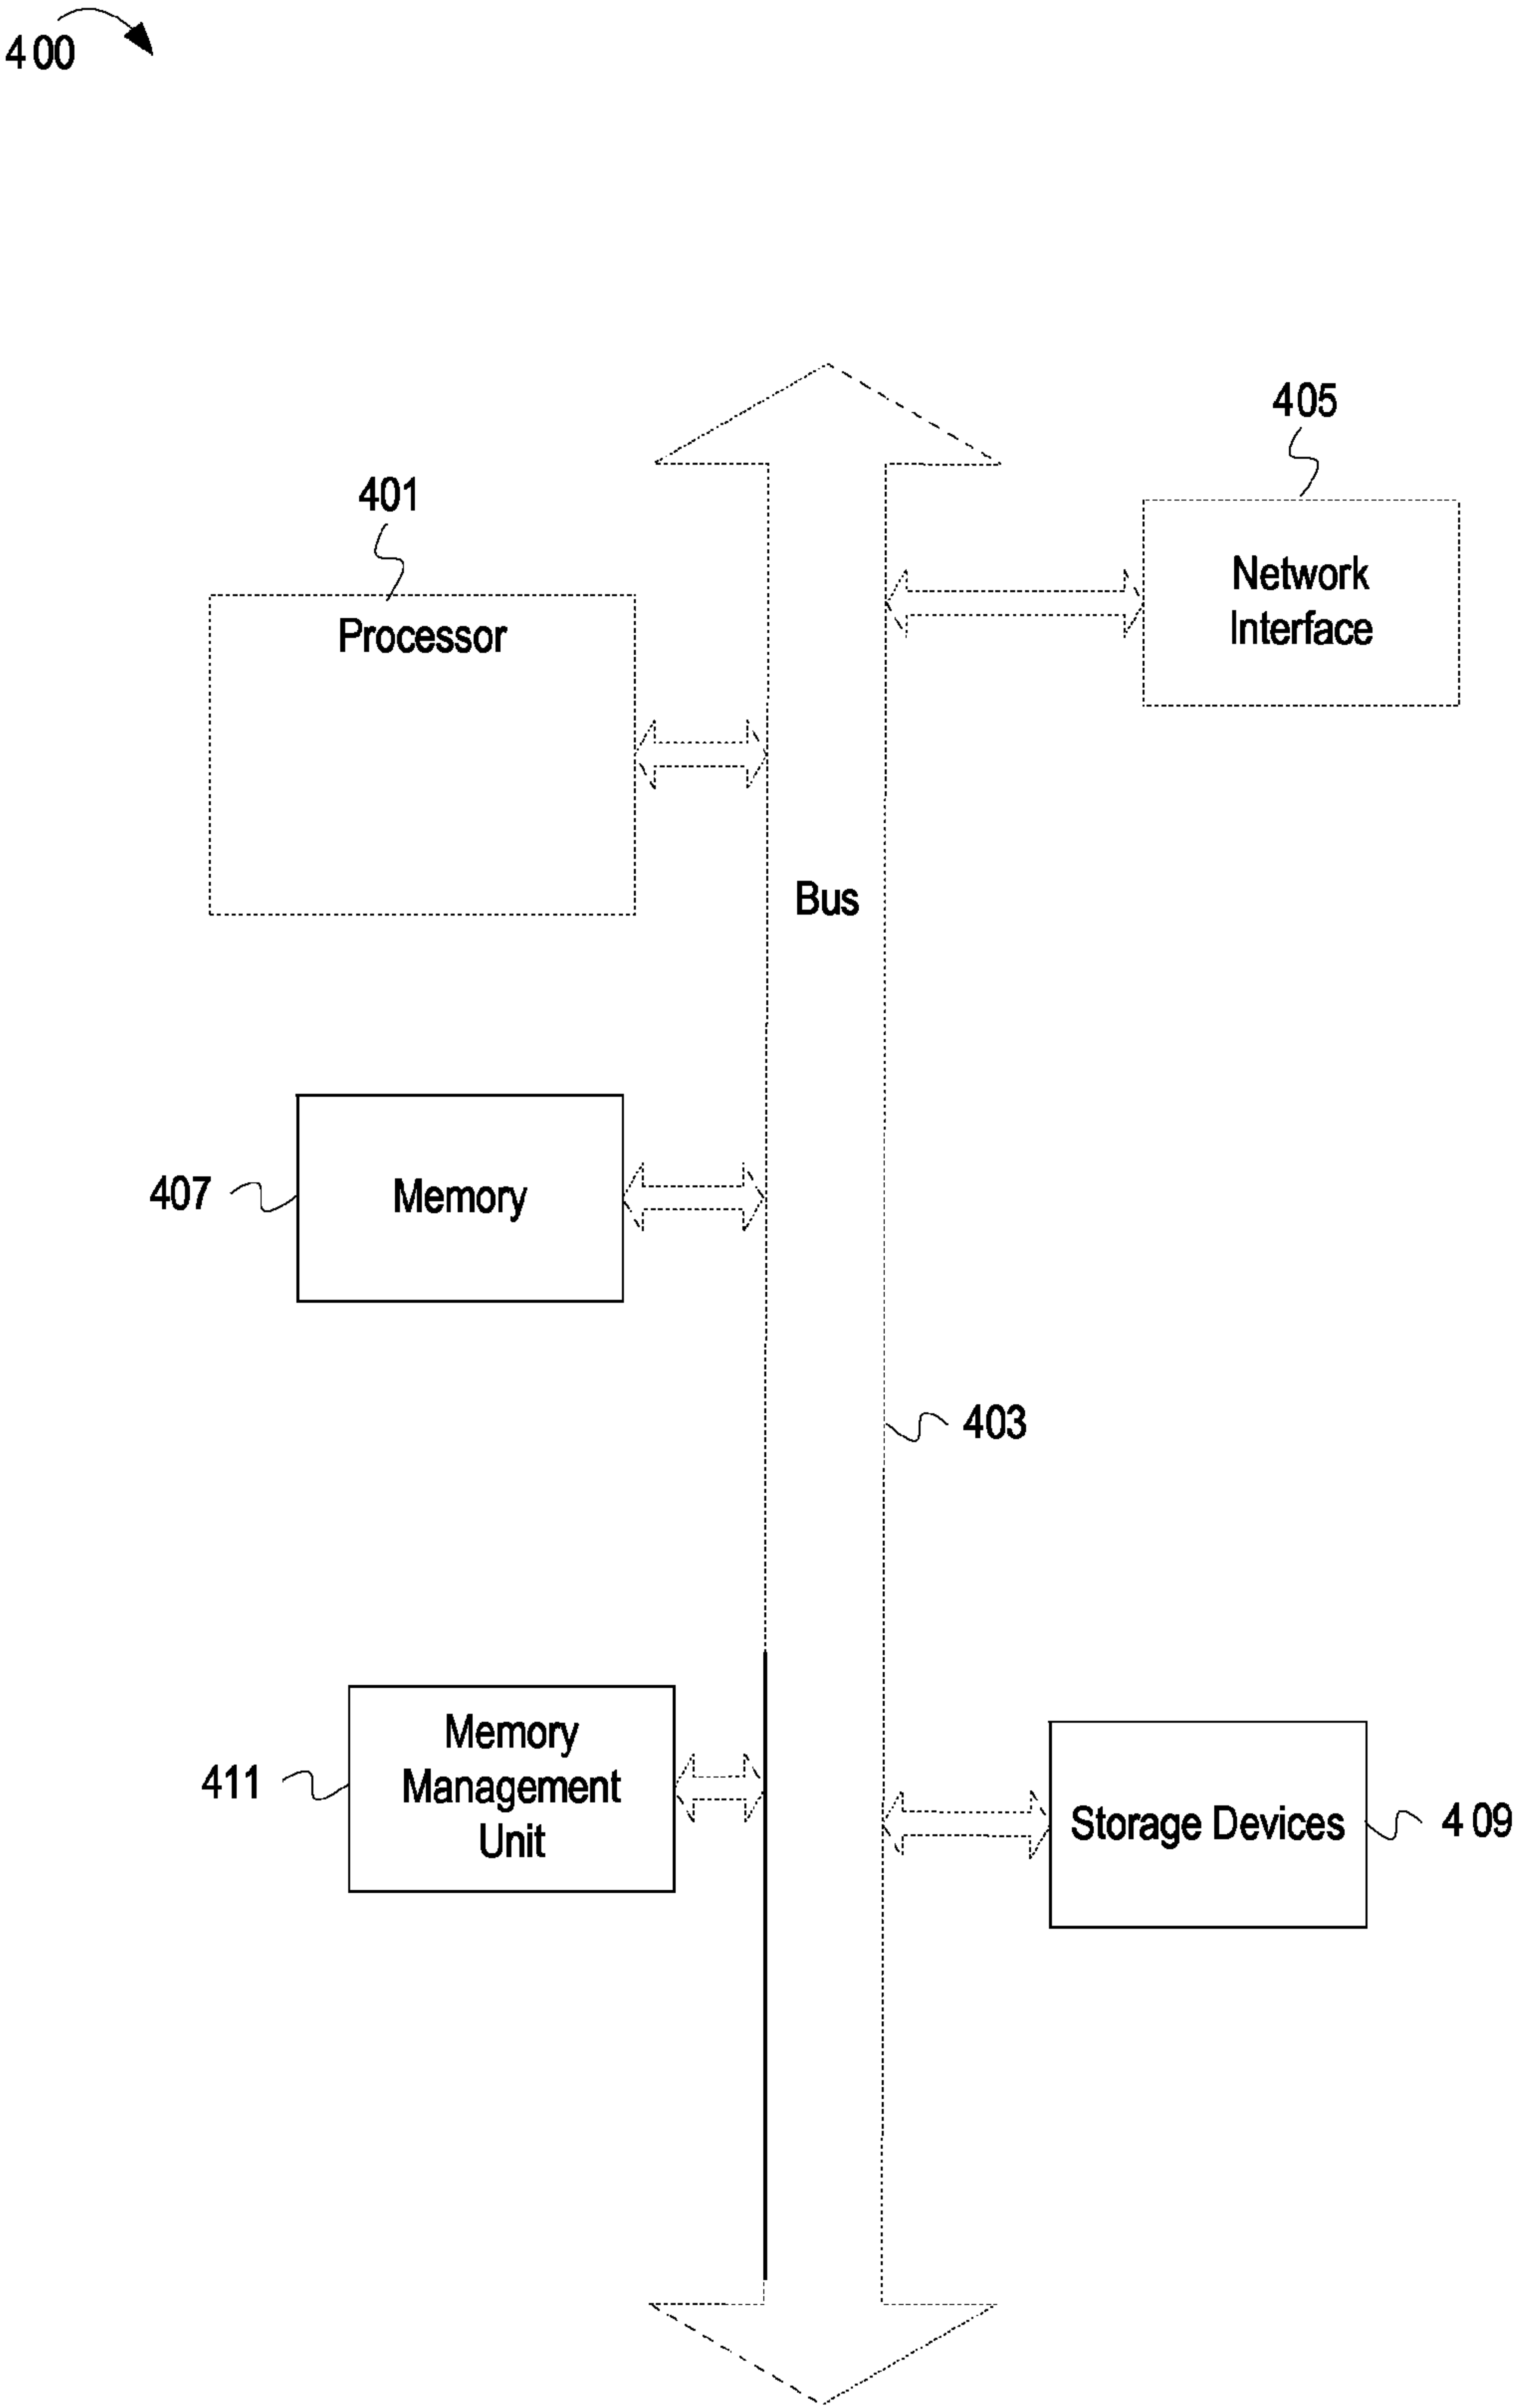 400
405
401
Network
Interface
Processor
Bus
407
Memory
403
Memory
Management
Unit
411
Storage Devices
409